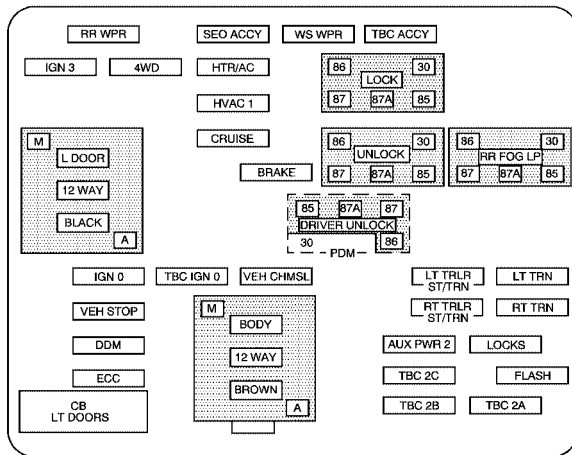 RR WPR
SEO ACCY
WS WPR
TBC ACCY
IGN 3
4WD
HTR/AC
86
30
LOCK
87
87A
85
HVAC 1
CRUISE
M
L DOOR
12 WAY
BLACK
A
86
30
UNLOCK
87
87A
85
86
30
RR FOG LP
87
87A
85
BRAKE
85
87A
87
DRIVER UNLOCK
30
86
PDM
IGN 0
TBC IGN 0
VEH CHMSL
LT TRLR
ST/TRN
LT TRN
VEH STOP
M
BODY
12 WAY
BROWN
A
RT TRLR
ST/TRN
RT TRN
DDM
AUX PWR 2
LOCKS
ECC
TBC 2C
FLASH
CB
LT DOORS
TBC 2B
TBC 2A